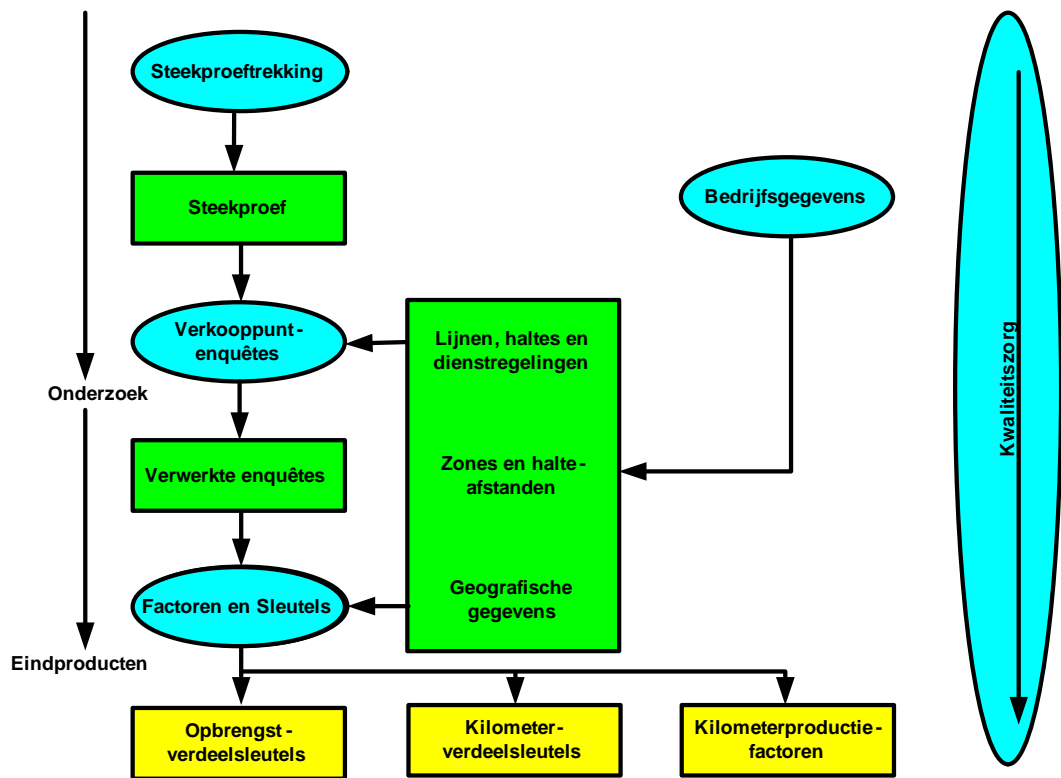 Steekproeftrekking
Steekproef
Bedrijfsgegevens
Verkooppunt-
enquêtes
Lijnen, haltes en
dienstregelingen
Kwaliteitszorg
Onderzoek
Verwerkte enquêtes
Zones en halte-
afstanden
Factoren en Sleutels
Geografische
gegevens
Eindproducten
Opbrengst-
verdeelsleutels
Kilometer-
verdeelsleutels
Kilometerproductie-
factoren